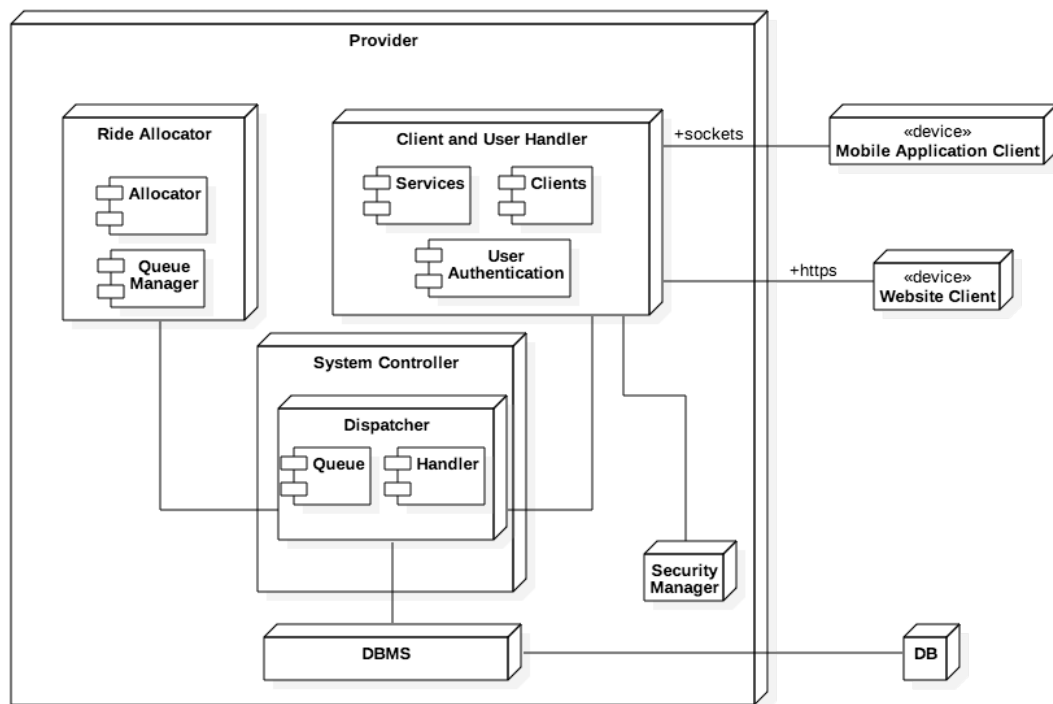 Provider
Ride Allocator
Allocator
Queue
Manager
Client and User Handler
Services
Clients
User
Authentication
+sockets
«device»
Mobile Application Client
+https
«device»
Website Client
System Controller
Dispatcher
Queue
Handler
Security
Manager
DBMS
DB